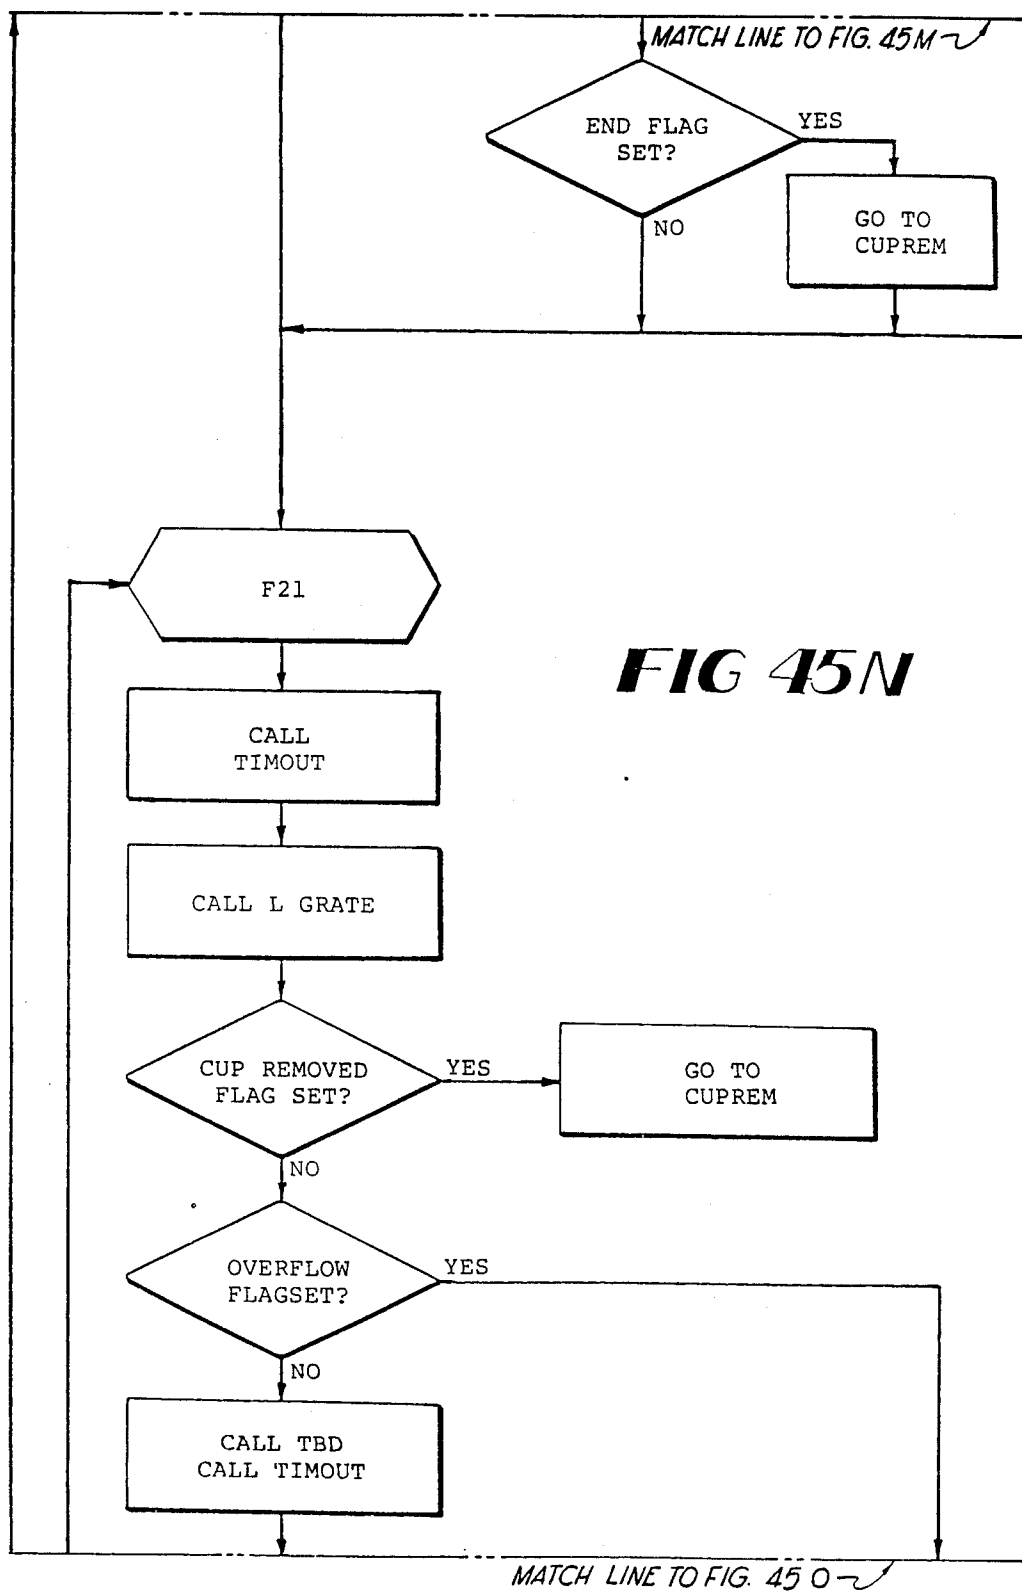 MATCH LINE TO FIG. 45M
END FLAG
SET?
YES
NO
GO TO
CUPREM
F21
FIG 45N
CALL
TIMOUT
CALL L GRATE
CUP REMOVED
FLAG SET?
YES
GO TO
CUPREM
NO
OVERFLOW
FLAGSET?
YES
NO
CALL TBD
CALL TIMOUT
MATCH LINE TO FIG. 45 O